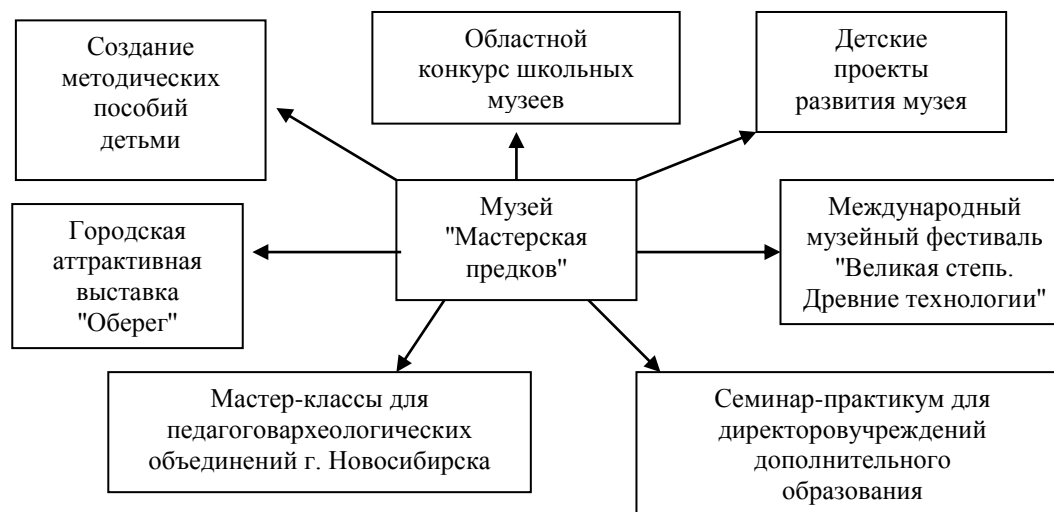 Создание
методических
пособий
детьми
Областной
конкурс школьных
музеев
Детские
проекты
развития музея
Городская
аттрактивная
выставка
"Оберег"
Музей
"Мастерская
предков"
Международный
музейный фестиваль
"Великая степь.
Древние технологии"
Мастер-классы для
педагоговархеологических
объединений г. Новосибирска
Семинар-практикум для
директоровучреждений
дополнительного
образования